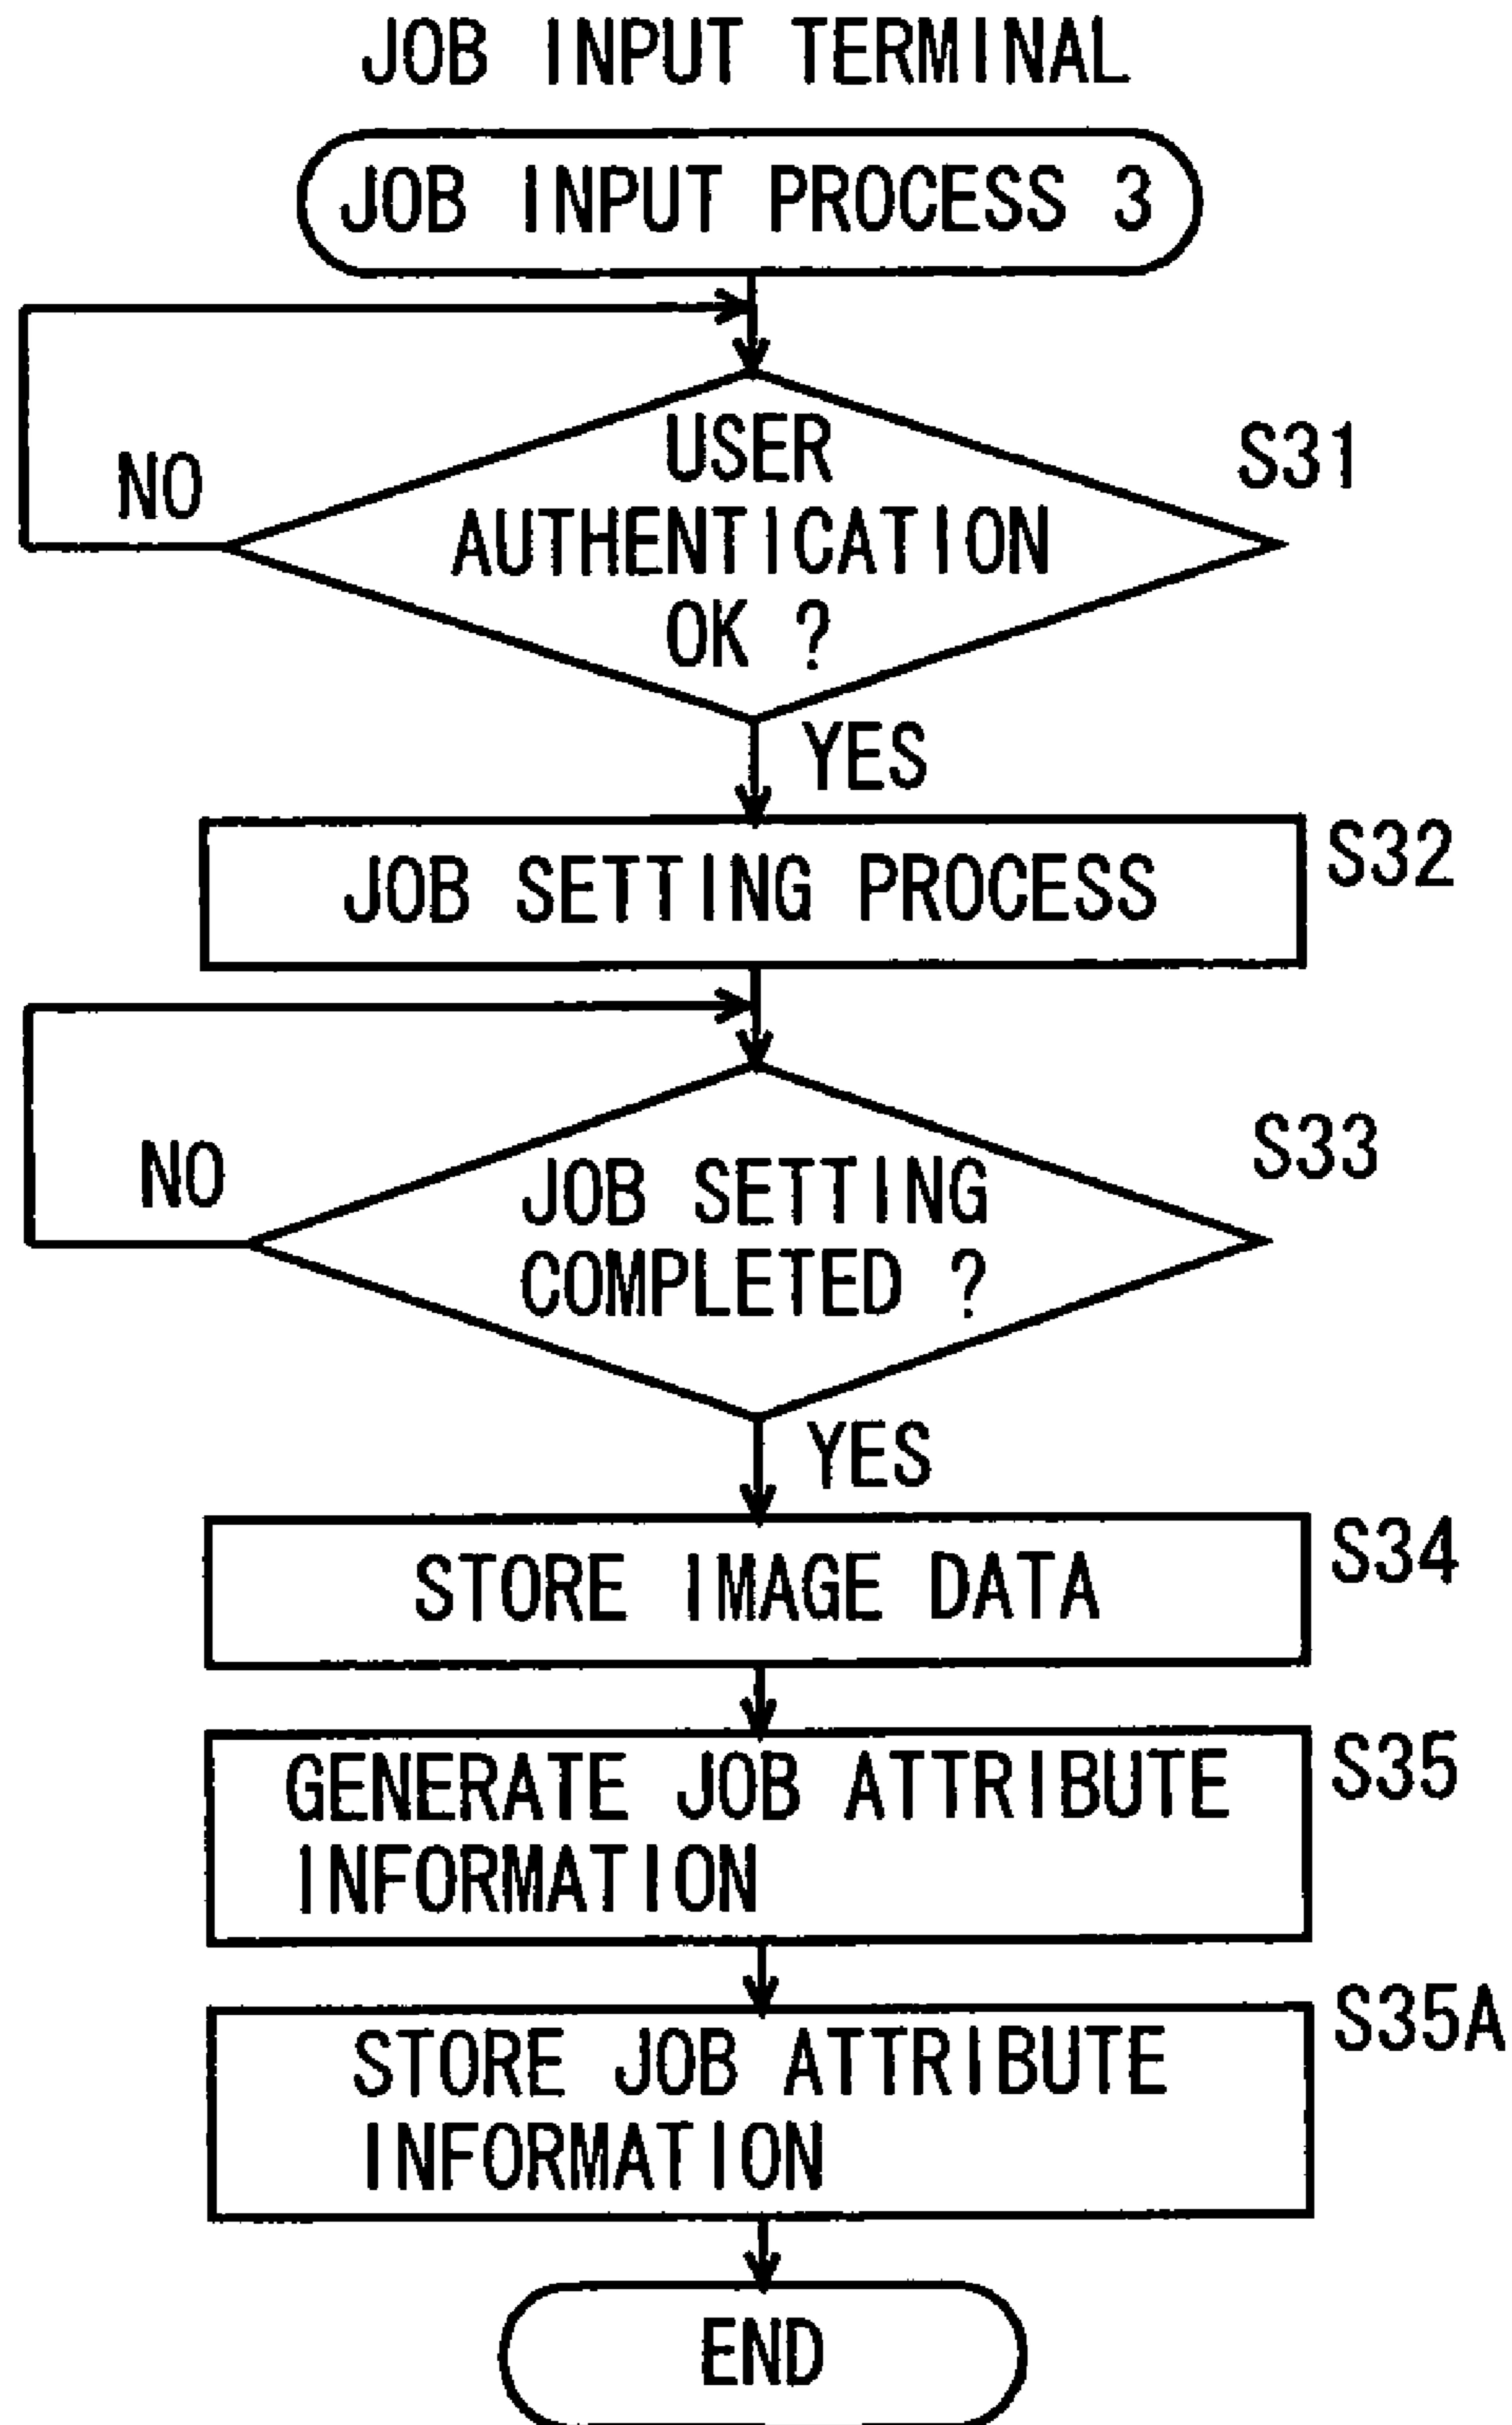 JOB INPUT TERMINAL
JOB INPUT PROCESS 3
USER
AUTHENTICATION
OK ?
S31
NO
YES
JOB SETTING PROCESS
S32
JOB SETTING
COMPLETED ?
S33
NO
YES
STORE IMAGE DATA
S34
GENERATE JOB ATTRIBUTE
INFORMATION
S35
STORE JOB ATTRIBUTE
INFORMATION
S35A
END